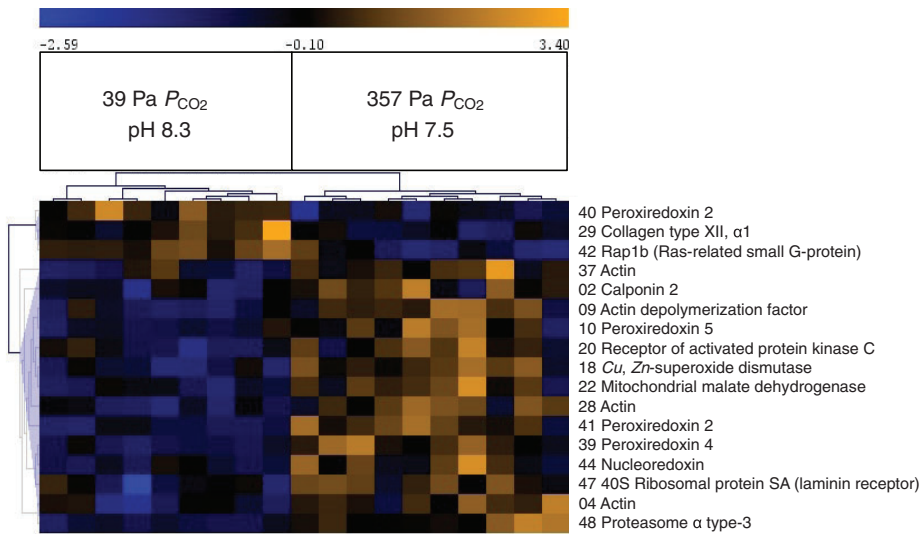 -2.59 -0.10 3.40
39 Pa PCO2 357 Pa PCO2
pH 8.3 pH 7.5
40 Peroxiredoxin 2
29 Collagen type XII, α1
42 Rap1b (Ras-related small G-protein)
37 Actin
02 Calponin 2
09 Actin depolymerization factor
10 Peroxiredoxin 5
20 Receptor of activated protein kinase C
18 Cu, Zn-superoxide dismutase
22 Mitochondrial malate dehydrogenase
28 Actin
41 Peroxiredoxin 2
39 Peroxiredoxin 4
44 Nucleoredoxin
47 40S Ribosomal protein SA (laminin receptor)
04 Actin
48 Proteasome α type-3